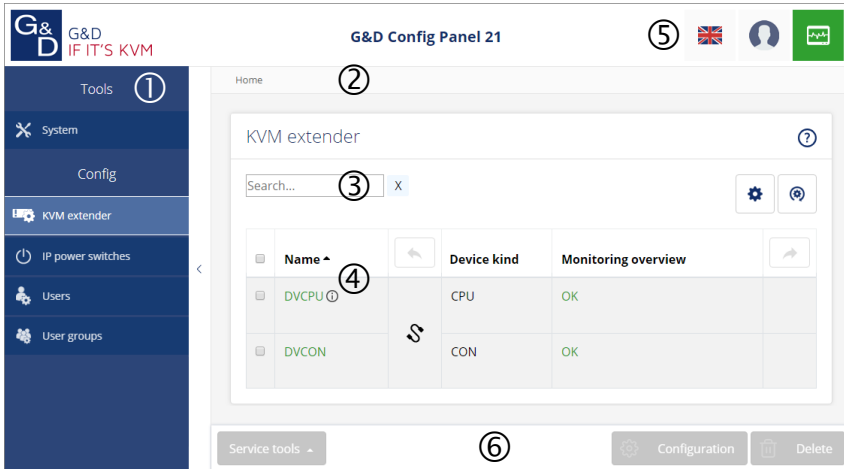 G&D
G&D
IF IT'S KVM
G&D Config Panel 21
⑤
Tools ①
System
Config
KVM extender
IP power switches
Users
User groups
<
Home ②
KVM extender ?
Search... ③ X
Name Device kind Monitoring overview
④
DVCPU CPU OK
DVCON CON OK
Service tools ⑥ Configuration Delete